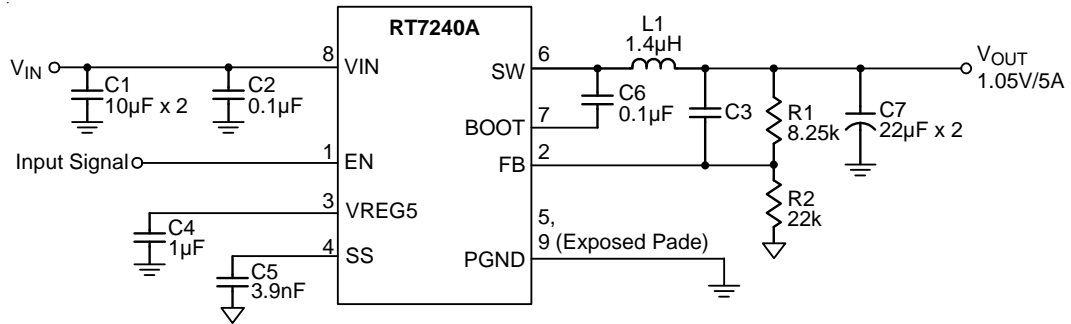 RT7240A
L1
1.4µH
VIN
8
VIN
C1
10µF x 2
C2
0.1µF
SW
6
C6
0.1µF
BOOT
7
C3
R1
8.25k
C7
22µF x 2
VOUT
1.05V/5A
Input Signal
1
EN
FB
2
3
VREG5
C4
1µF
R2
22k
4
SS
C5
3.9nF
5,
9 (Exposed Pade)
PGND